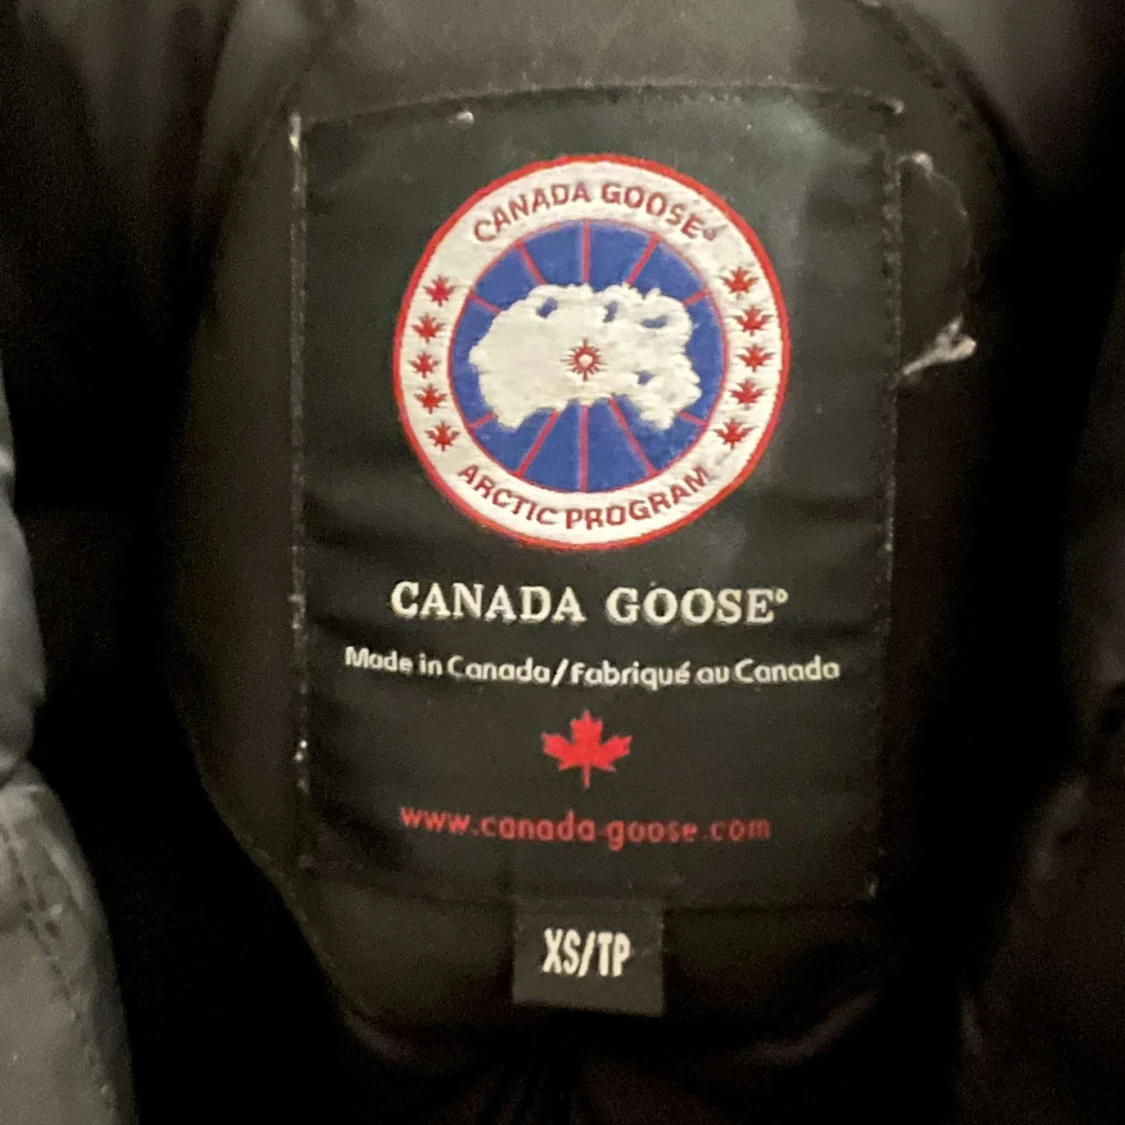 CANADA GOOSE®
ARCTIC PROGRAM
CANADA GOOSE®
Made in Canada/Fabriqué au Canada
www.canada-goose.com
XS/TP